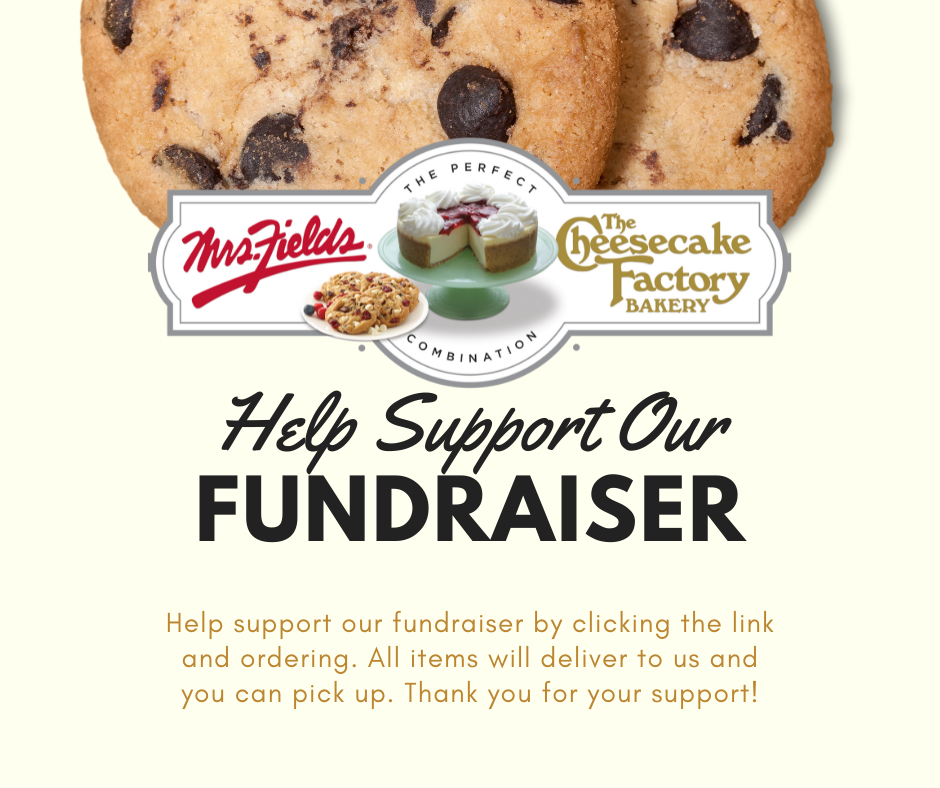 THE PERFECT
Mrs. Fields®
The
Cheesecake
Factory
BAKERY
COMBINATION
Help Support Our
FUNDRAISER
Help support our fundraiser by clicking the link
and ordering. All items will deliver to us and
you can pick up. Thank you for your support!